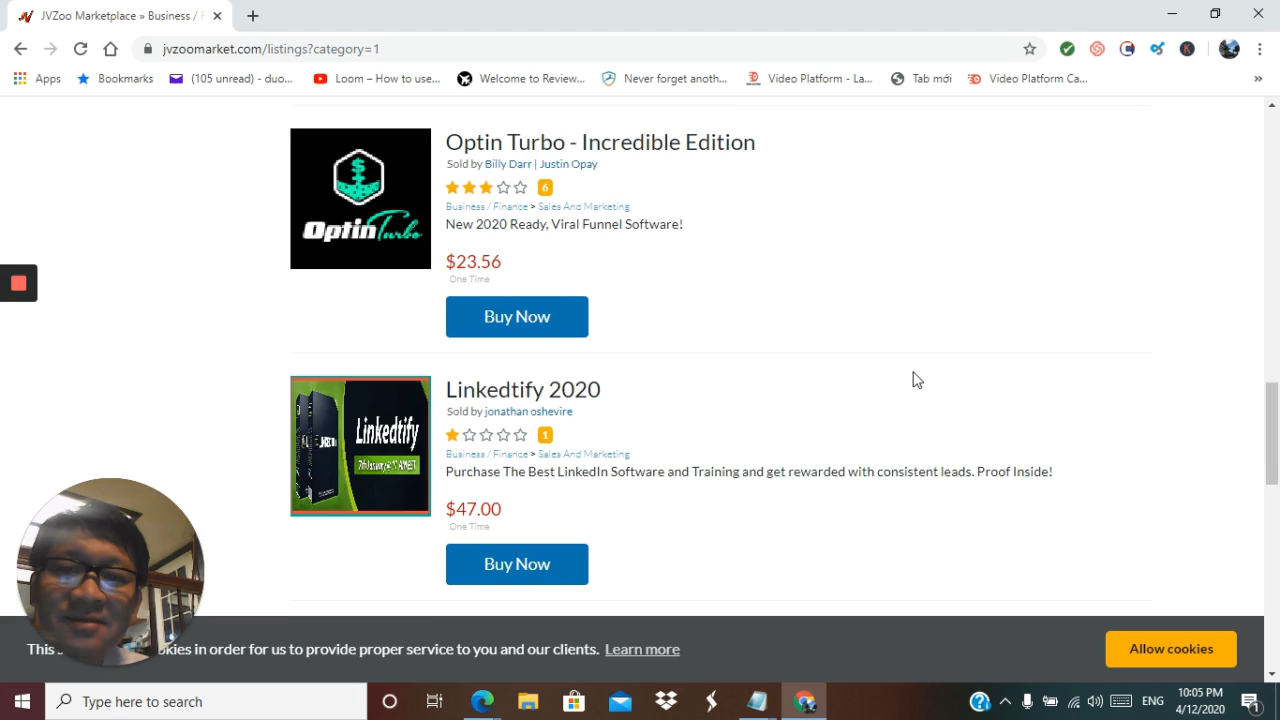 JVZoo Marketplace » Business / F
jvzoomarket.com/listings?category=1
Apps
Bookmarks
(105 unread) - duo...
Loom – How to use...
Welcome to Review...
Never forget anoth...
Video Platform - La...
Tab mới
Video Platform Ca...
»
Optin Turbo - Incredible Edition
Sold by Billy Darr | Justin Opay
6
Business / Finance > Sales And Marketing
New 2020 Ready, Viral Funnel Software!
$23.56
One Time
Buy Now
OptinTurbo
Linkedtify 2020
Sold by jonathan oshevire
1
Business / Finance > Sales And Marketing
Purchase The Best LinkedIn Software and Training and get rewarded with consistent leads. Proof Inside!
$47.00
One Time
Buy Now
Linkedtify
This kies in order for us to provide proper service to you and our clients. Learn more
Allow cookies
Type here to search
ENG
10:05 PM
4/12/2020
1